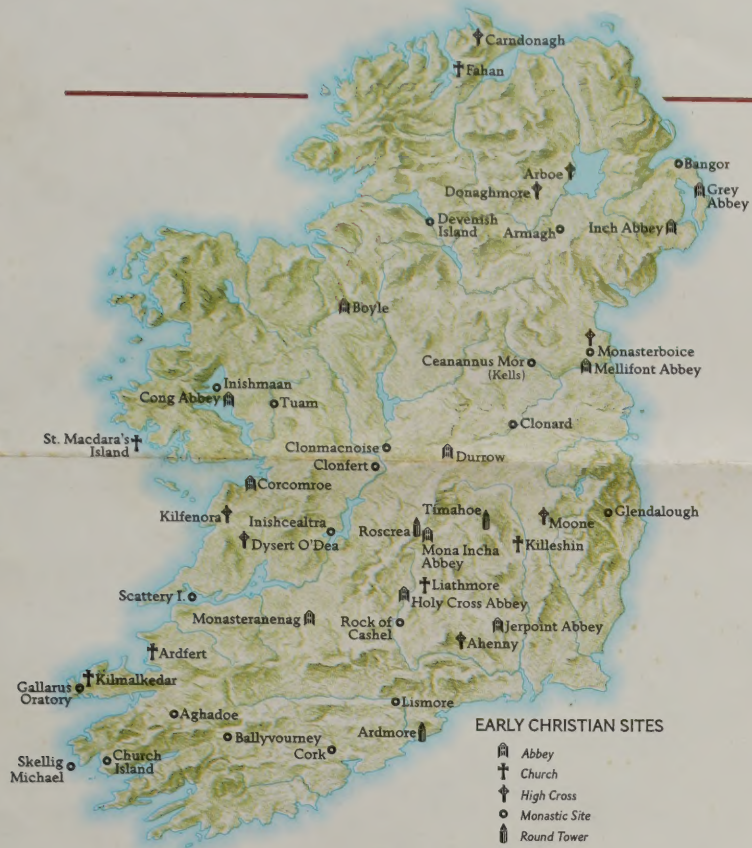 Carndonagh
Fahan
Bangor
Arboe
Grey
Abbey
Donaghmore
Devenish
Island
Armagh
Inch Abbey
Boyle
Monasterboice
Ceanannus Mór
(Kells)
Mellifont Abbey
Inishmaan
Cong Abbey
Tuam
Clonard
St. Macdara's
Island
Clonmacnoise
Durrow
Clonfert
Corcomroe
Kilfenora
Timahoe
Moone
Glendalough
Inishcealtra
Roscrea
Dysert O'Dea
Mona Incha
Abbey
Killeshin
Liathmore
Scattery I.
Holy Cross Abbey
Monasteranenag
Rock of
Cashel
Jerpoint Abbey
Ahenny
Ardfert
Kilmalkedar
Gallarus
Oratory
Lismore
Aghadoe
Ardmore
Ballyvourney
Cork
Skellig
Michael
Church
Island
EARLY CHRISTIAN SITES
Abbey
Church
High Cross
Monastic Site
Round Tower